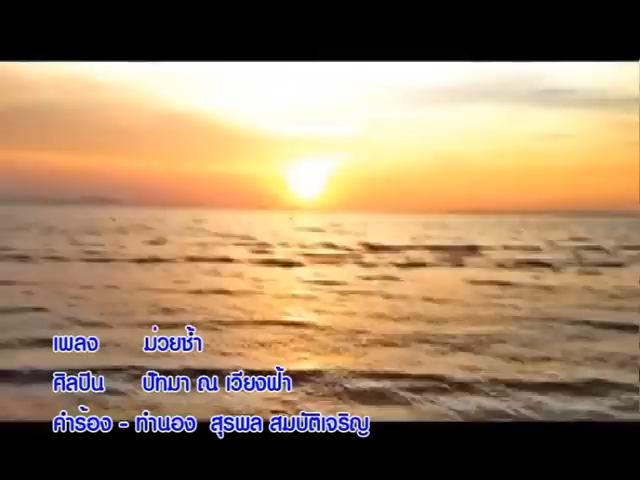 เพลง ม่วยช้ำ
ศิลปิน ปัทมา ณ เวียงฟ้า
คำร้อง - ทำนอง สุรพล สมบัติเจริญ